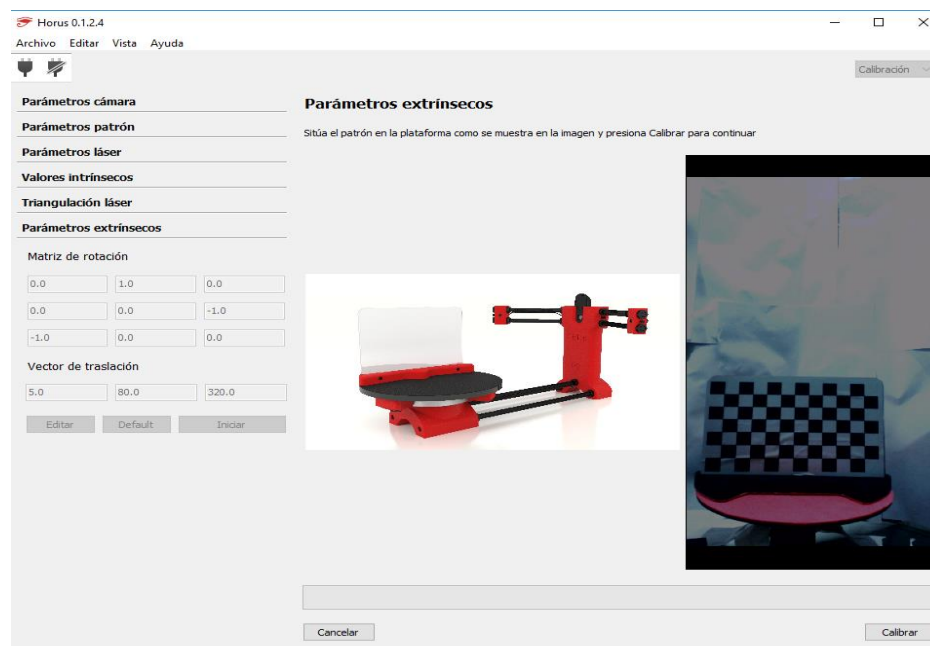 Horus 0.1.2.4
Archivo Editar Vista Ayuda
Calibración
Parámetros cámara
Parámetros patrón
Parámetros láser
Valores intrínsecos
Triangulación láser
Parámetros extrínsecos
Matriz de rotación
0.0 1.0 0.0
0.0 0.0 -1.0
-1.0 0.0 0.0
Vector de traslación
5.0 80.0 320.0
Editar Default Iniciar
Parámetros extrínsecos
Sitúa el patrón en la plataforma como se muestra en la imagen y presiona Calibrar para continuar
Cancelar Calibrar